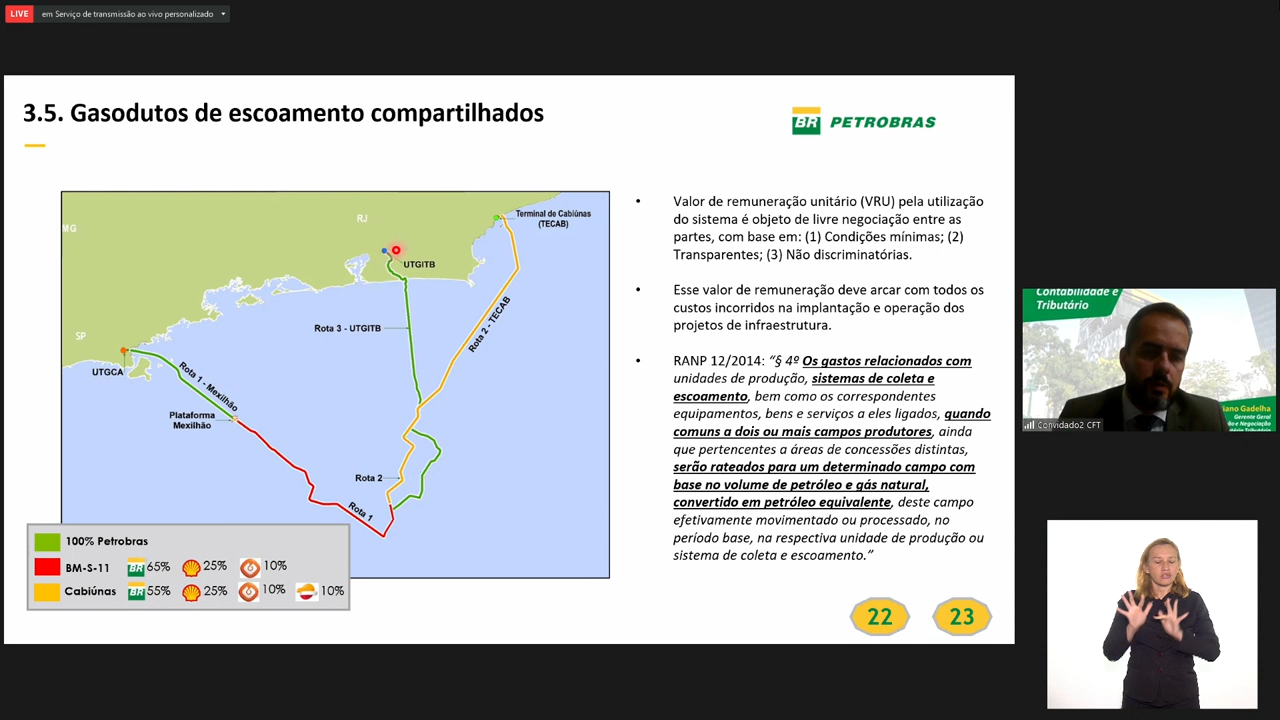 LIVE
em Serviço de transmissão ao vivo personalizado
3.5. Gasodutos de escoamento compartilhados
BR PETROBRAS
MG
RJ
SP
Terminal de Cabiúnas
(TECAB)
UTGITB
Rota 3 - UTGITB
Rota 2 - TECAB
UTGCA
Rota 1 - Mexilhão
Plataforma
Mexilhão
Rota 2
Rota 1
100% Petrobras
BM-S-11 BR 65% 25% 10%
Cabiúnas BR 55% 25% 10% 10%
• Valor de remuneração unitário (VRU) pela utilização
do sistema é objeto de livre negociação entre as
partes, com base em: (1) Condições mínimas; (2)
Transparentes; (3) Não discriminatórias.
• Esse valor de remuneração deve arcar com todos os
custos incorridos na implantação e operação dos
projetos de infraestrutura.
• RANP 12/2014: “§ 4º Os gastos relacionados com
unidades de produção, sistemas de coleta e
escoamento, bem como os correspondentes
equipamentos, bens e serviços a eles ligados, quando
comuns a dois ou mais campos produtores, ainda
que pertencentes a áreas de concessões distintas,
serão rateados para um determinado campo com
base no volume de petróleo e gás natural,
convertido em petróleo equivalente, deste campo
efetivamente movimentado ou processado, no
período base, na respectiva unidade de produção ou
sistema de coleta e escoamento.”
22 23
Contabilidade e
Tributário
iano Gadelha
Gerente Geral
o e Negociação
Tributário
Convidado2 CFT